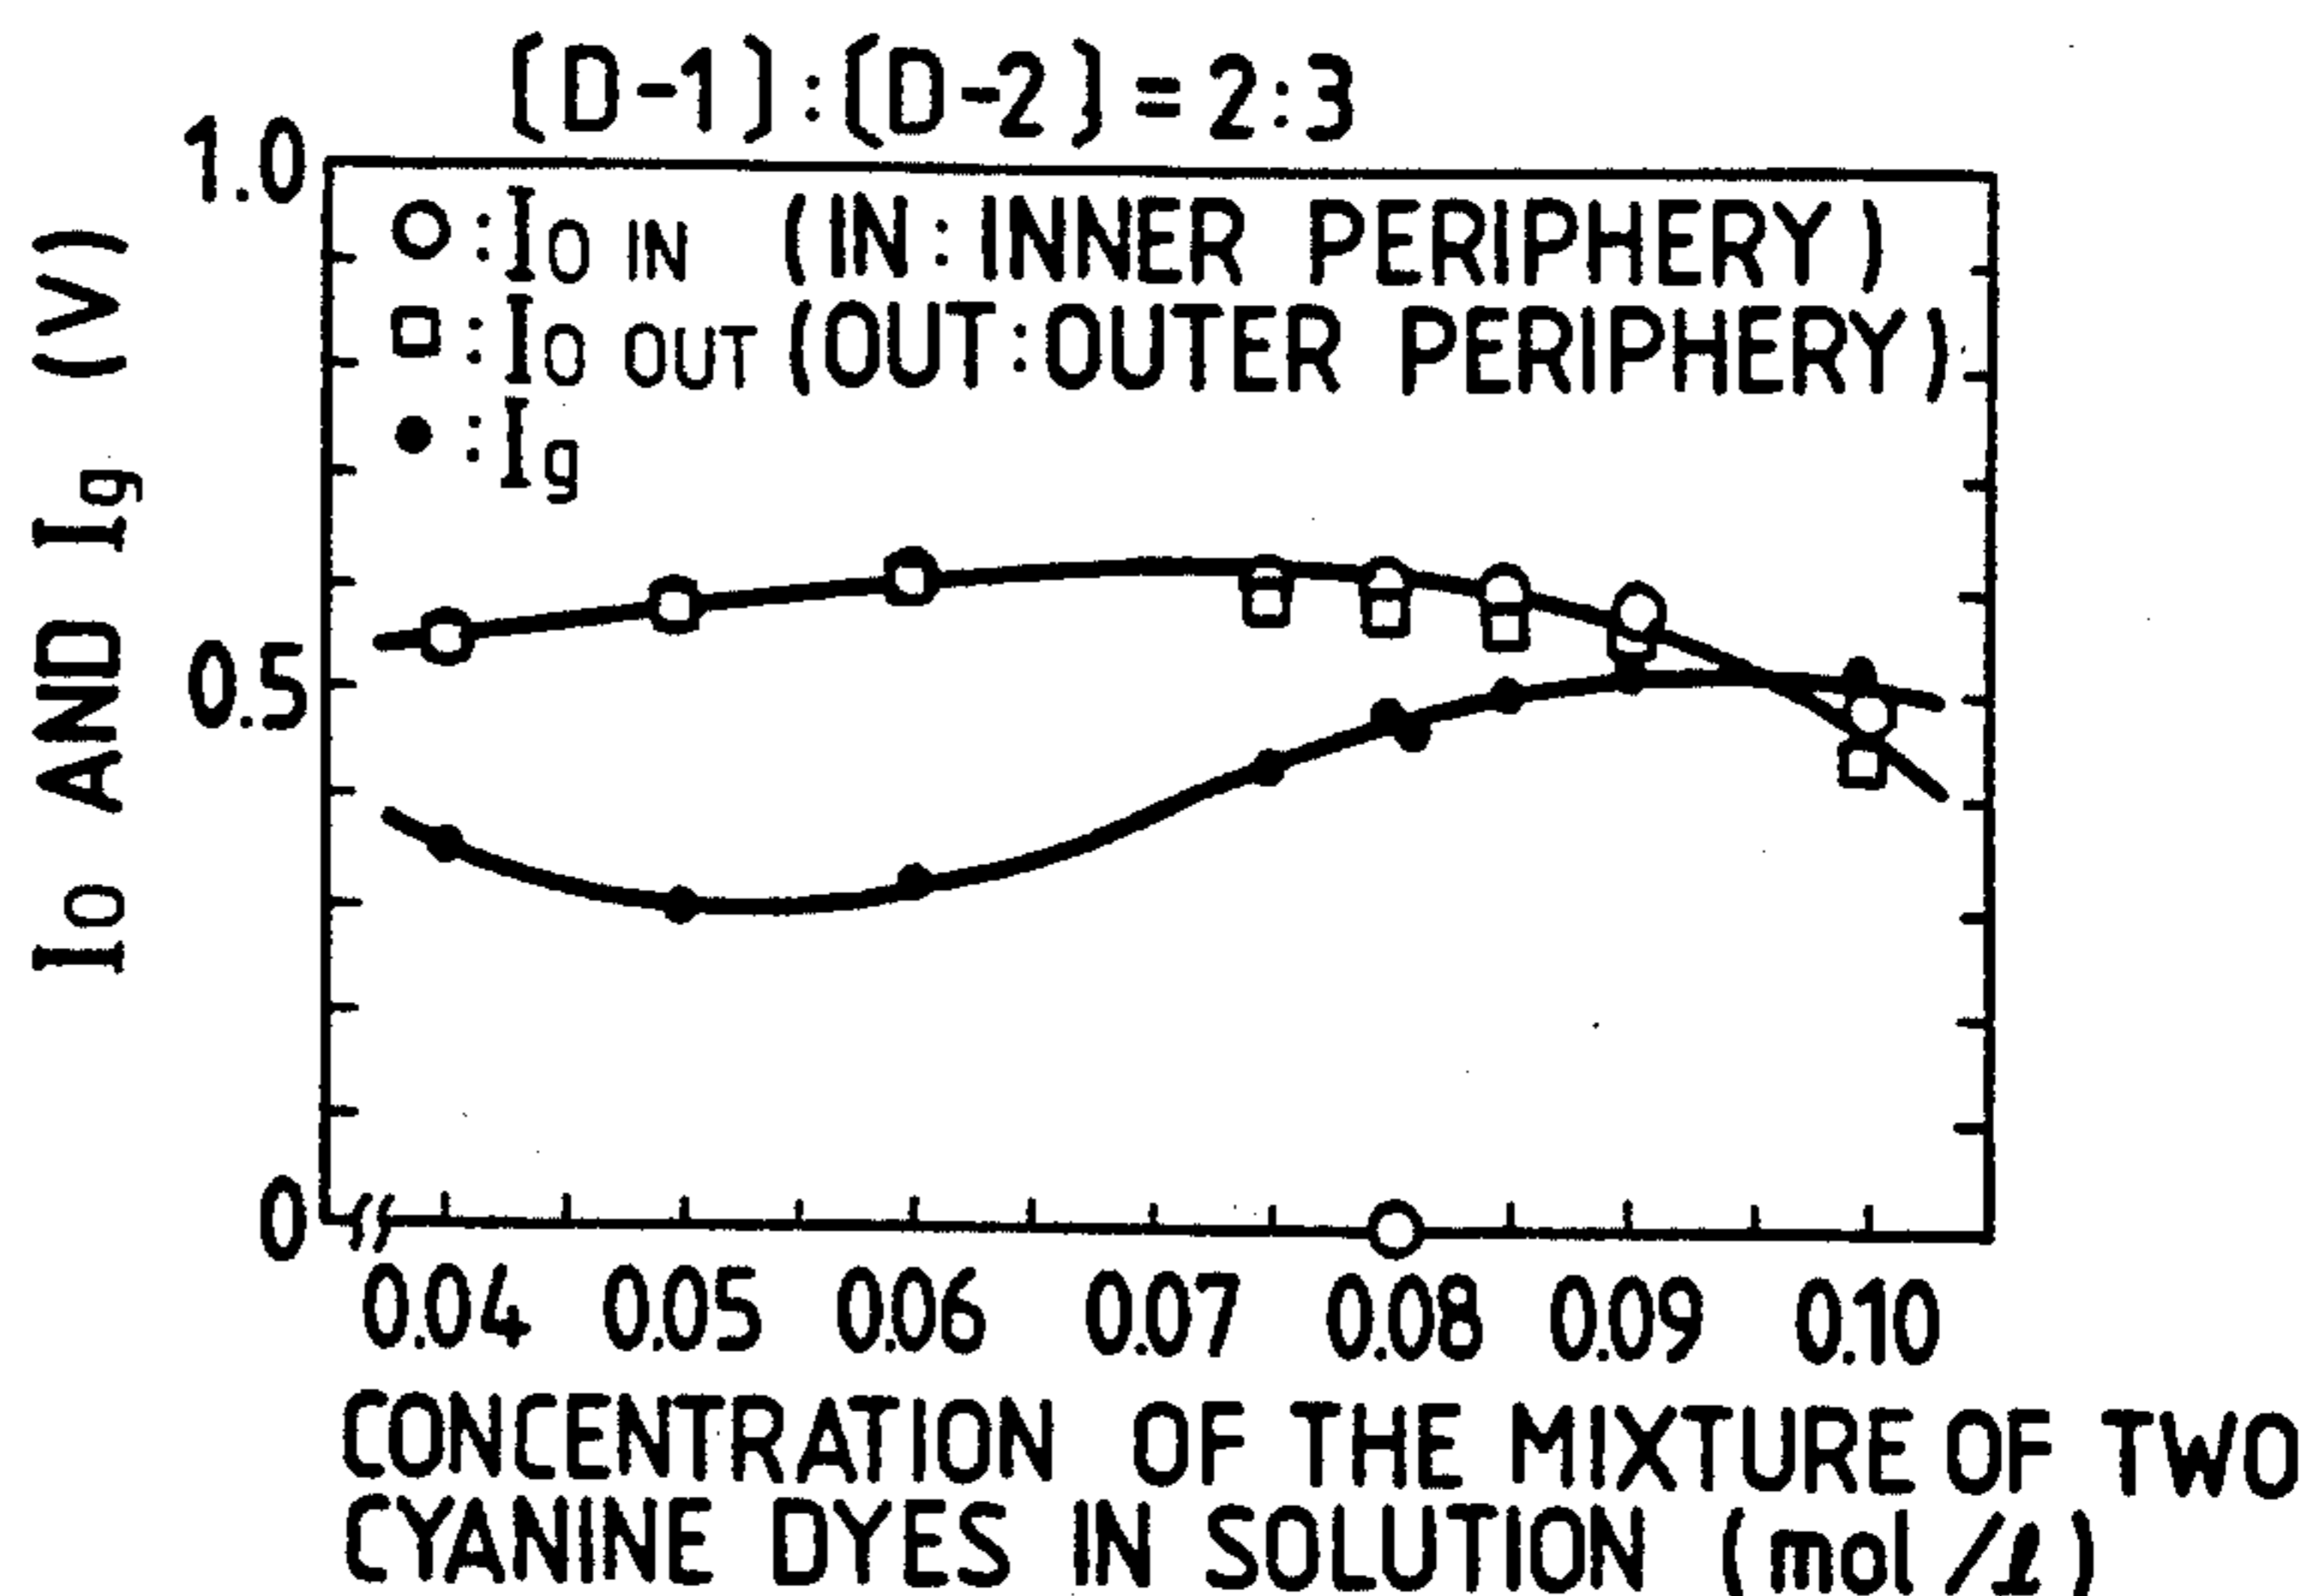 (D-1):(D-2)=2:3
1.0
○:I0 IN (IN:INNER PERIPHERY)
□:I0 OUT (OUT:OUTER PERIPHERY)
●:Ig
I0 AND Ig (V)
0.5
0
0.04 0.05 0.06 0.07 0.08 0.09 0.10
CONCENTRATION OF THE MIXTURE OF TWO
CYANINE DYES IN SOLUTION (mol/ℓ)